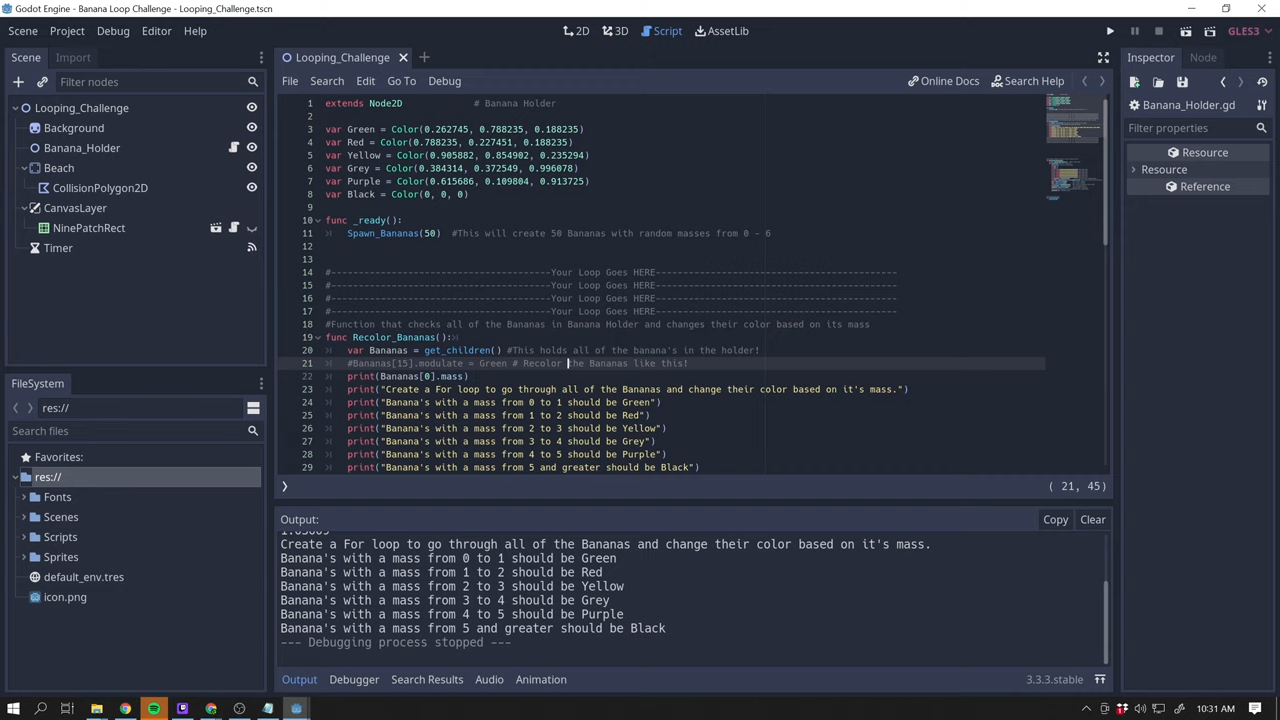 Godot Engine - Banana Loop Challenge - Looping_Challenge.tscn
Scene Project Debug Editor Help
2D 3D Script AssetLib
GLES3
Scene Import
Filter nodes
Looping_Challenge
Background
Banana_Holder
Beach
CollisionPolygon2D
CanvasLayer
NinePatchRect
Timer
FileSystem
res://
Search files
Favorites:
res://
Fonts
Scenes
Scripts
Sprites
default_env.tres
icon.png
Looping_Challenge
File Search Edit Go To Debug
Online Docs Search Help
1 extends Node2D # Banana Holder
2
3 var Green = Color(0.262745, 0.788235, 0.188235)
4 var Red = Color(0.788235, 0.227451, 0.188235)
5 var Yellow = Color(0.905882, 0.854902, 0.235294)
6 var Grey = Color(0.384314, 0.372549, 0.996078)
7 var Purple = Color(0.615686, 0.109804, 0.913725)
8 var Black = Color(0, 0, 0)
9
10 func _ready():
11 Spawn_Bananas(50) #This will create 50 Bananas with random masses from 0 - 6
12
13
14 #---------------------------------------Your Loop Goes HERE-------------------------------------------
15 #---------------------------------------Your Loop Goes HERE-------------------------------------------
16 #---------------------------------------Your Loop Goes HERE-------------------------------------------
17 #---------------------------------------Your Loop Goes HERE-------------------------------------------
18 #Function that checks all of the Bananas in Banana Holder and changes their color based on its mass
19 func Recolor_Bananas():
20 var Bananas = get_children() #This holds all of the banana's in the holder!
21 #Bananas[15].modulate = Green # Recolor the Bananas like this!
22 print(Bananas[0].mass)
23 print("Create a For loop to go through all of the Bananas and change their color based on it's mass.")
24 print("Banana's with a mass from 0 to 1 should be Green")
25 print("Banana's with a mass from 1 to 2 should be Red")
26 print("Banana's with a mass from 2 to 3 should be Yellow")
27 print("Banana's with a mass from 3 to 4 should be Grey")
28 print("Banana's with a mass from 4 to 5 should be Purple")
29 print("Banana's with a mass from 5 and greater should be Black")
( 21, 45)
Output:
Copy Clear
Create a For loop to go through all of the Bananas and change their color based on it's mass.
Banana's with a mass from 0 to 1 should be Green
Banana's with a mass from 1 to 2 should be Red
Banana's with a mass from 2 to 3 should be Yellow
Banana's with a mass from 3 to 4 should be Grey
Banana's with a mass from 4 to 5 should be Purple
Banana's with a mass from 5 and greater should be Black
--- Debugging process stopped ---
Output Debugger Search Results Audio Animation
3.3.3.stable
Inspector Node
Banana_Holder.gd
Filter properties
Resource
Resource
Reference
10:31 AM